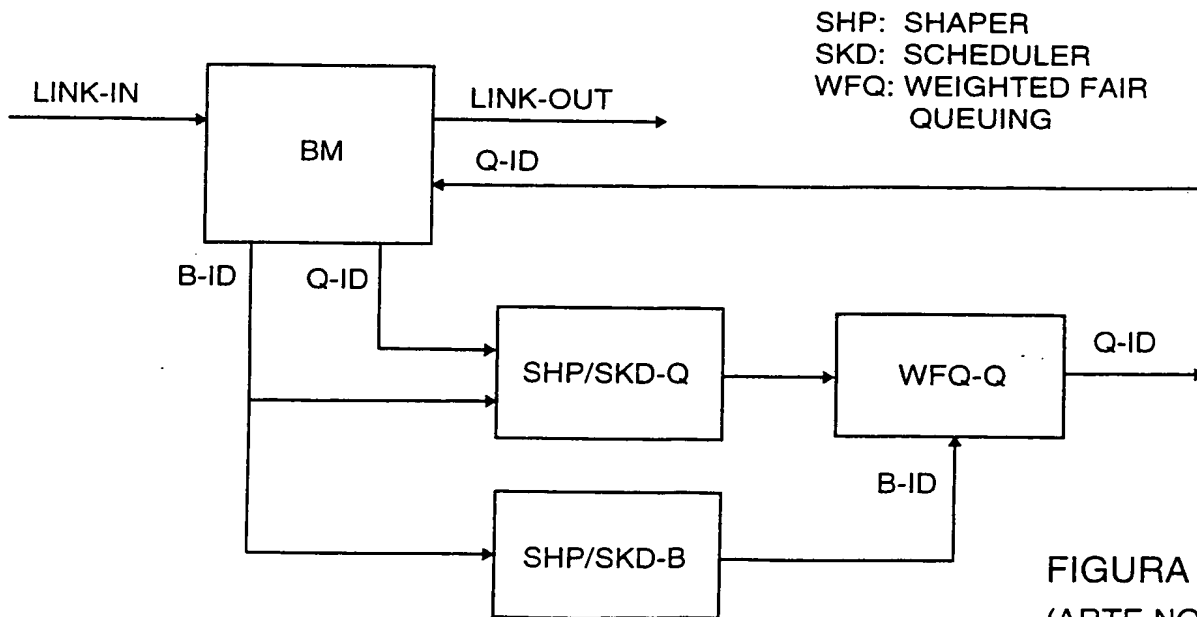 SHP: SHAPER
SKD: SCHEDULER
WFQ: WEIGHTED FAIR
QUEUING
LINK-IN
LINK-OUT
BM
Q-ID
B-ID
Q-ID
SHP/SKD-Q
WFQ-Q
Q-ID
B-ID
SHP/SKD-B
FIGURA